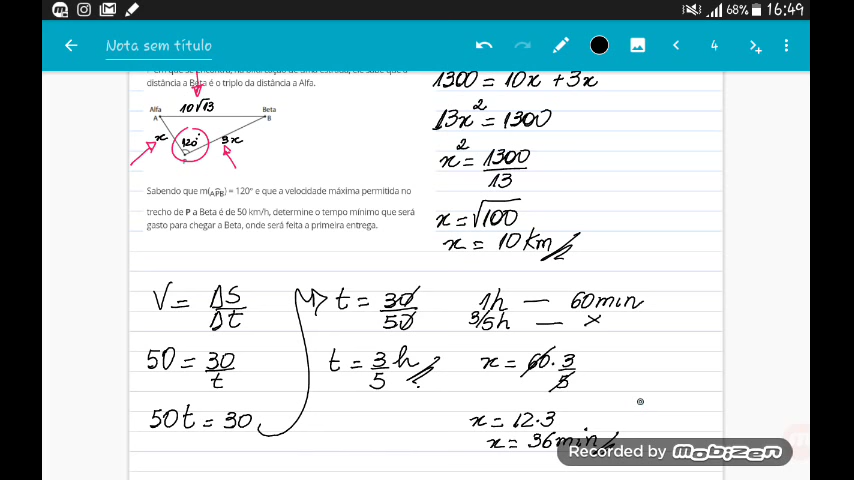 68% 16:49
Nota sem título
4
distância a Beta é o triplo da distância a Alfa.
Alfa
A
10√13
Beta
B
x
120°
3x
Sabendo que m(APB) = 120° e que a velocidade máxima permitida no
trecho de P a Beta é de 50 km/h, determine o tempo mínimo que será
gasto para chegar a Beta, onde será feita a primeira entrega.
1300 = 10x + 3x
13x² = 1300
x² = 1300/13
x = √100
x = 10 Km
V = ΔS/Δt
50 = 30/t
50t = 30
t = 30/50
t = 3/5 h
1h — 60min
3/5h — x
x = 60·3/5
x = 12·3
x = 36min
Recorded by mobizen